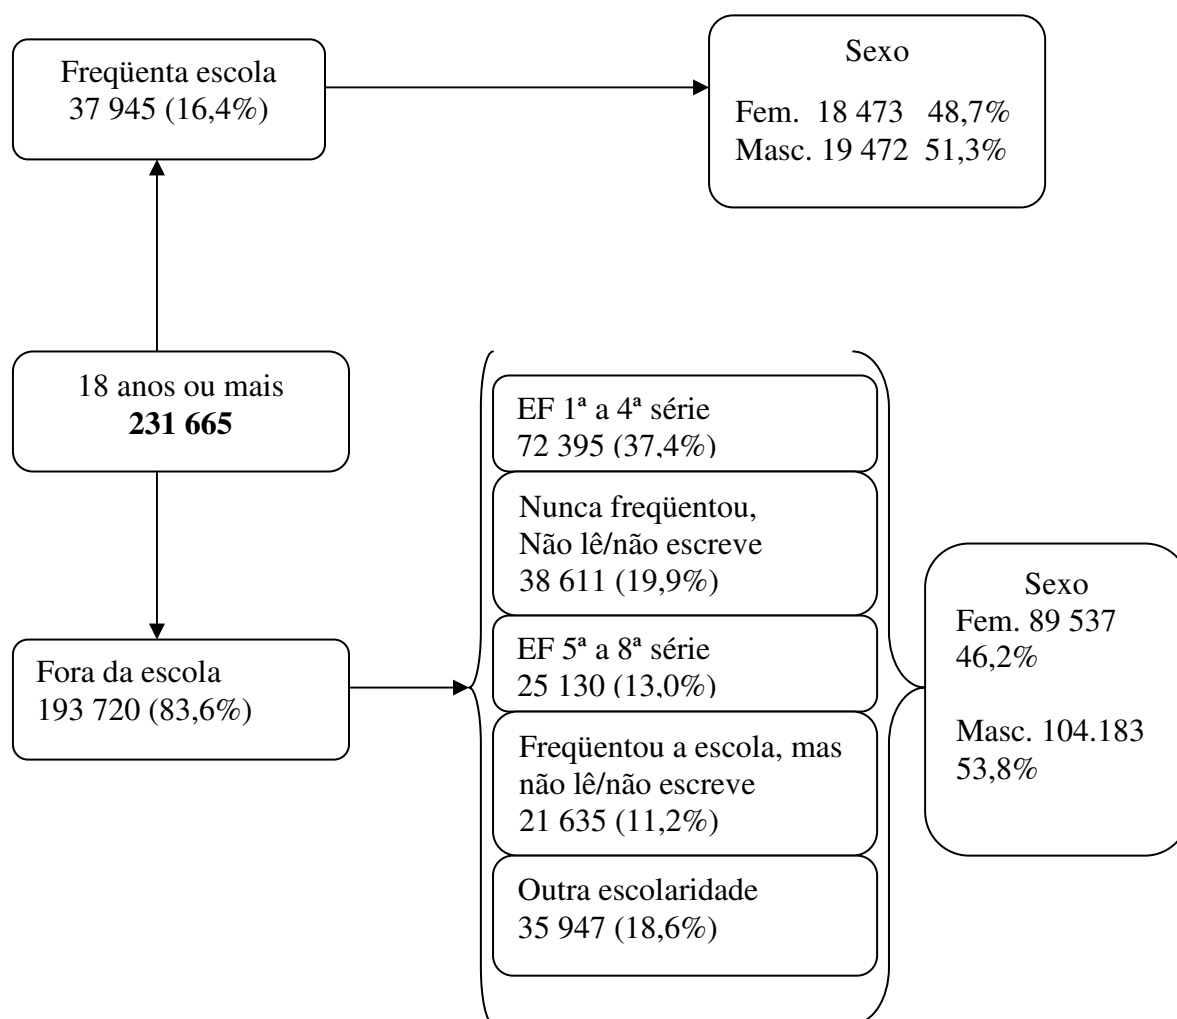 Freqüenta escola
37 945 (16,4%)
Sexo
Fem. 18 473 48,7%
Masc. 19 472 51,3%
18 anos ou mais
231 665
Fora da escola
193 720 (83,6%)
EF 1ª a 4ª série
72 395 (37,4%)
Nunca freqüentou,
Não lê/não escreve
38 611 (19,9%)
EF 5ª a 8ª série
25 130 (13,0%)
Freqüentou a escola, mas
não lê/não escreve
21 635 (11,2%)
Outra escolaridade
35 947 (18,6%)
Sexo
Fem. 89 537
46,2%
Masc. 104.183
53,8%